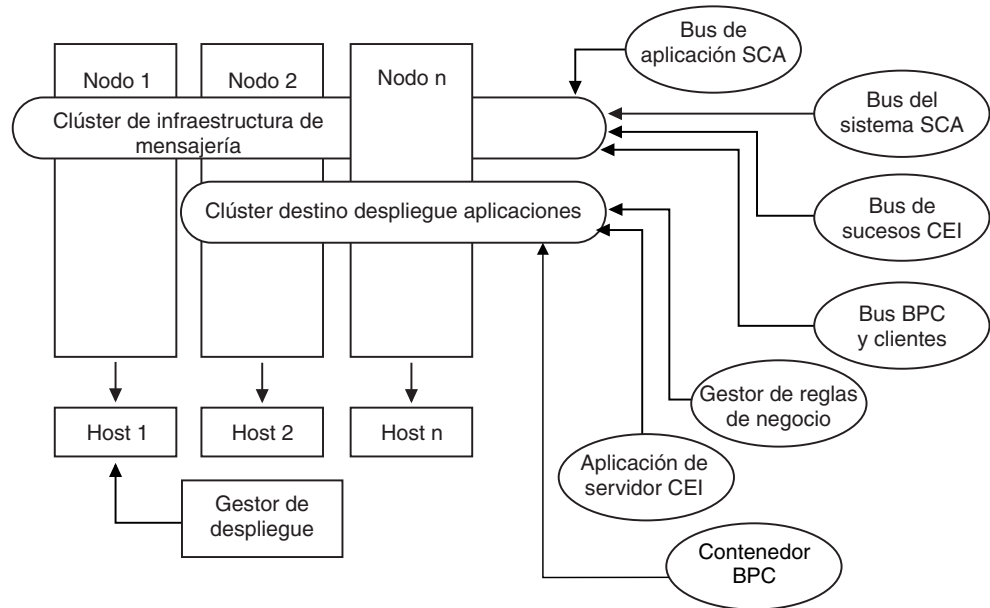 Bus de
aplicación SCA
Nodo 1
Nodo 2
Nodo n
Bus del
sistema SCA
Clúster de infraestructura de
mensajería
Clúster destino despliegue aplicaciones
Bus de
sucesos CEI
Bus BPC
y clientes
Gestor de reglas
de negocio
Host 1
Host 2
Host n
Aplicación de
servidor CEI
Gestor de
despliegue
Contenedor
BPC